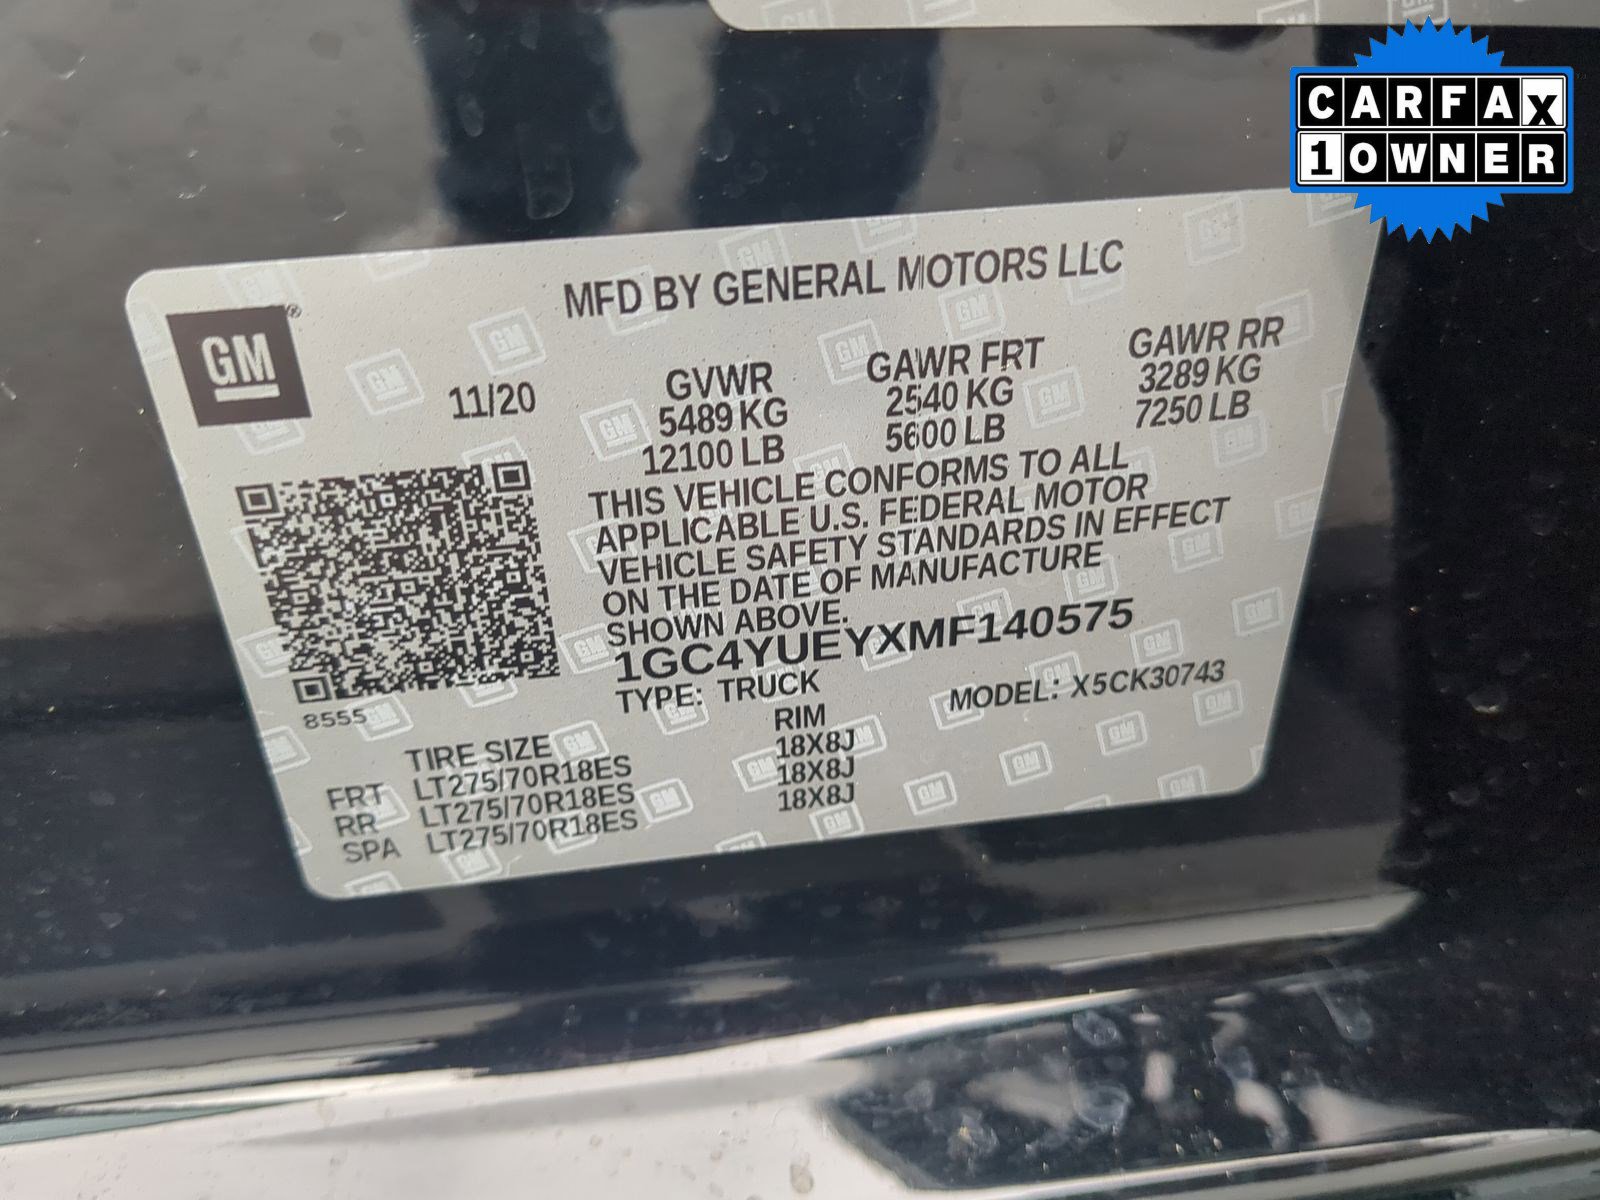 CARFAX
1 OWNER
MFD BY GENERAL MOTORS LLC
GM ®
11/20
GVWR GAWR FRT GAWR RR
5489 KG 2540 KG 3289 KG
12100 LB 5600 LB 7250 LB
THIS VEHICLE CONFORMS TO ALL
APPLICABLE U.S. FEDERAL MOTOR
VEHICLE SAFETY STANDARDS IN EFFECT
ON THE DATE OF MANUFACTURE
SHOWN ABOVE.
1GC4YUEYXMF140575
TYPE: TRUCK MODEL: X5CK30743
8555
TIRE SIZE RIM
FRT LT275/70R18ES 18X8J
RR LT275/70R18ES 18X8J
SPA LT275/70R18ES 18X8J